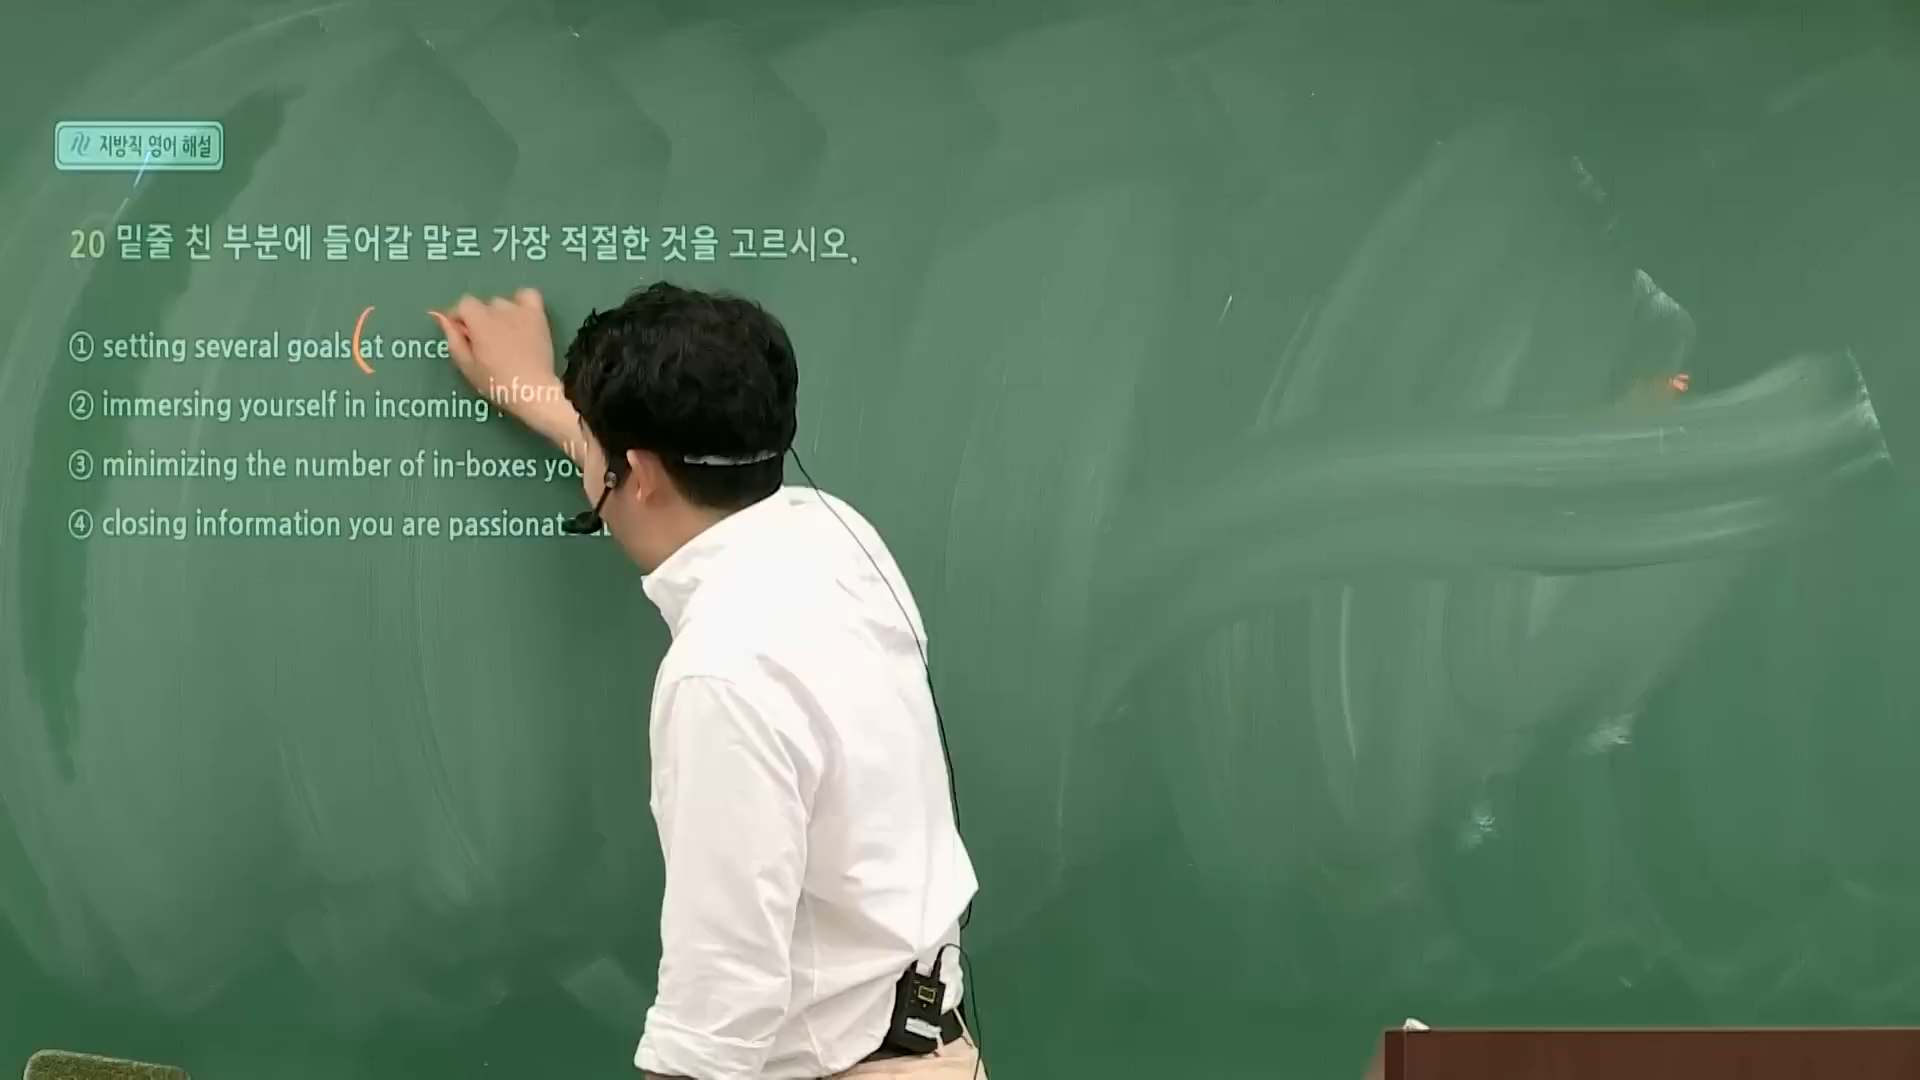 지방직 영어 해설
20 밑줄 친 부분에 들어갈 말로 가장 적절한 것을 고르시오.
① setting several goals at once
② immersing yourself in incoming
③ minimizing the number of in-boxes
④ closing information you are